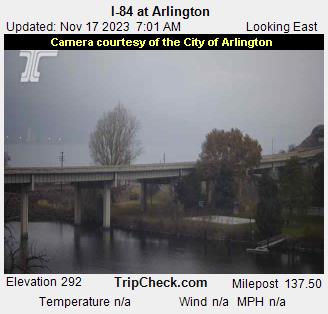 I-84 at Arlington
Updated: Nov 17 2023 7:01 AM Looking East
Camera courtesy of the City of Arlington
Elevation 292 TripCheck.com Milepost 137.50
Temperature n/a Wind n/a MPH n/a